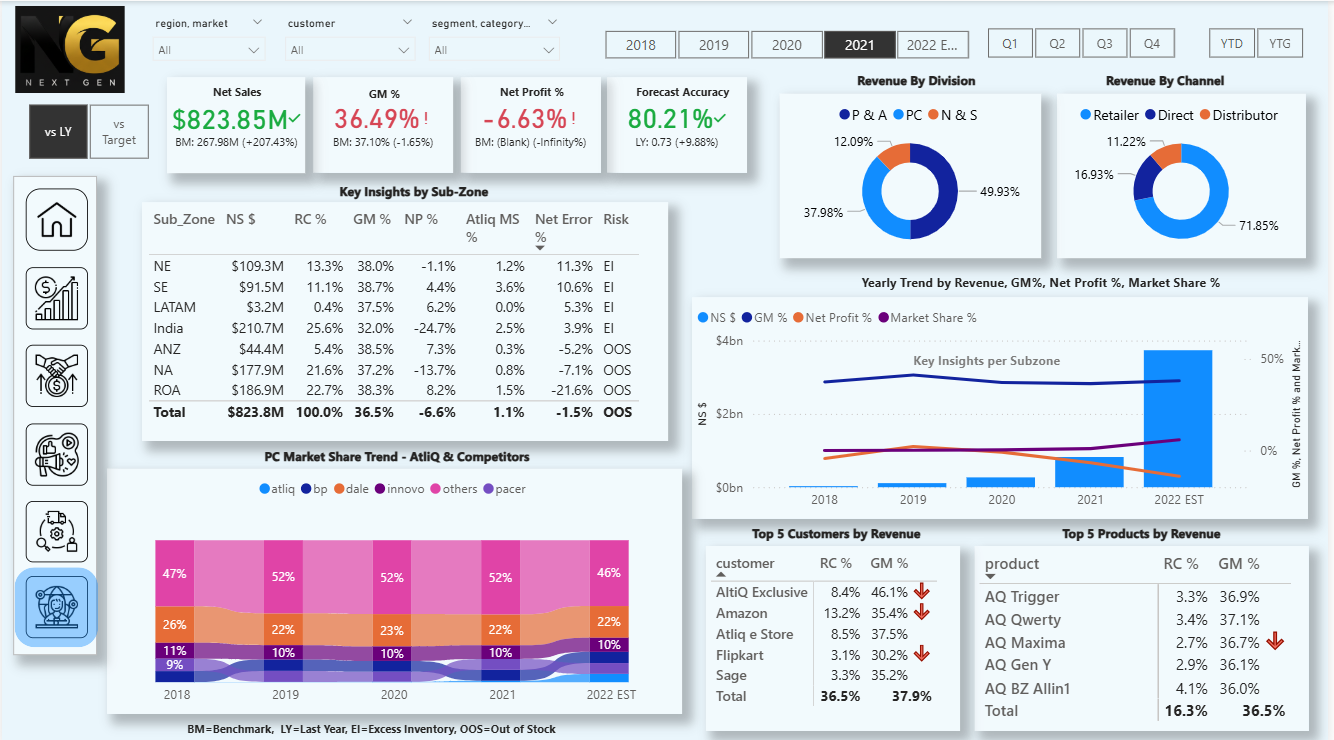 NG
NEXT GEN
region, market
customer
segment, category...
All
All
All
2018
2019
2020
2021
2022 E...
Q1
Q2
Q3
Q4
YTD
YTG
vs LY
vs
Target
Net Sales
$823.85M
BM: 267.98M (+207.43%)
GM %
36.49%!
BM: 37.10% (-1.65%)
Net Profit %
-6.63%!
BM: (Blank) (-Infinity%)
Forecast Accuracy
80.21%
LY: 0.73 (+9.88%)
Revenue By Division
P & A PC N & S
12.09%
49.93%
37.98%
Revenue By Channel
Retailer Direct Distributor
11.22%
16.93%
71.85%
Key Insights by Sub-Zone
Sub_Zone NS $ RC % GM % NP % Atliq MS % Net Error % Risk
NE $109.3M 13.3% 38.0% -1.1% 1.2% 11.3% EI
SE $91.5M 11.1% 38.7% 4.4% 3.6% 10.6% EI
LATAM $3.2M 0.4% 37.5% 6.2% 0.0% 5.3% EI
India $210.7M 25.6% 32.0% -24.7% 2.5% 3.9% EI
ANZ $44.4M 5.4% 38.5% 7.3% 0.3% -5.2% OOS
NA $177.9M 21.6% 37.2% -13.7% 0.8% -7.1% OOS
ROA $186.9M 22.7% 38.3% 8.2% 1.5% -21.6% OOS
Total $823.8M 100.0% 36.5% -6.6% 1.1% -1.5% OOS
Yearly Trend by Revenue, GM%, Net Profit %, Market Share %
NS $ GM % Net Profit % Market Share %
Key Insights per Subzone
$4bn
$2bn
$0bn
NS $
50%
0%
GM %, Net Profit % and Mark...
2018 2019 2020 2021 2022 EST
PC Market Share Trend - AtliQ & Competitors
atliq bp dale innovo others pacer
47% 52% 52% 52% 46%
26% 22% 23% 22% 22%
11% 10% 10% 10% 10%
9%
2018 2019 2020 2021 2022 EST
BM=Benchmark, LY=Last Year, EI=Excess Inventory, OOS=Out of Stock
Top 5 Customers by Revenue
customer RC % GM %
AltiQ Exclusive 8.4% 46.1%
Amazon 13.2% 35.4%
Atliq e Store 8.5% 37.5%
Flipkart 3.1% 30.2%
Sage 3.3% 35.2%
Total 36.5% 37.9%
Top 5 Products by Revenue
product RC % GM %
AQ Trigger 3.3% 36.9%
AQ Qwerty 3.4% 37.1%
AQ Maxima 2.7% 36.7%
AQ Gen Y 2.9% 36.1%
AQ BZ Allin1 4.1% 36.0%
Total 16.3% 36.5%